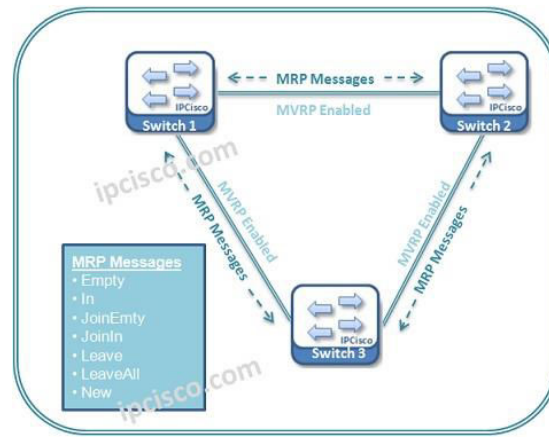 MRP Messages
MVRP Enabled
IPCisco
Switch 1
IPCisco
Switch 2
ipcisco.com
MVRP Enabled
MRP Messages
MVRP Enabled
MRP Messages
MRP Messages
• Empty
• In
• JoinEmty
• JoinIn
• Leave
• LeaveAll
• New
IPCisco
Switch 3
ipcisco.com